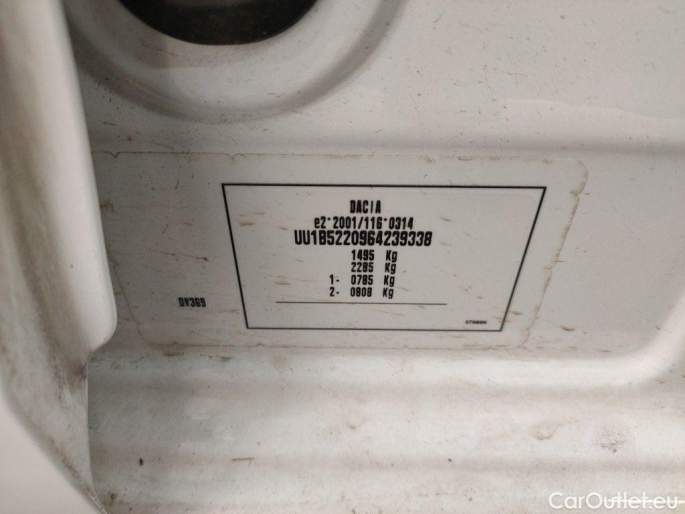 DACIA
e2*2001/116*0314
UU1B5220964239338
1495 Kg
2285 Kg
1- 0785 Kg
2- 0808 Kg
DV369
CarOutlet.eu